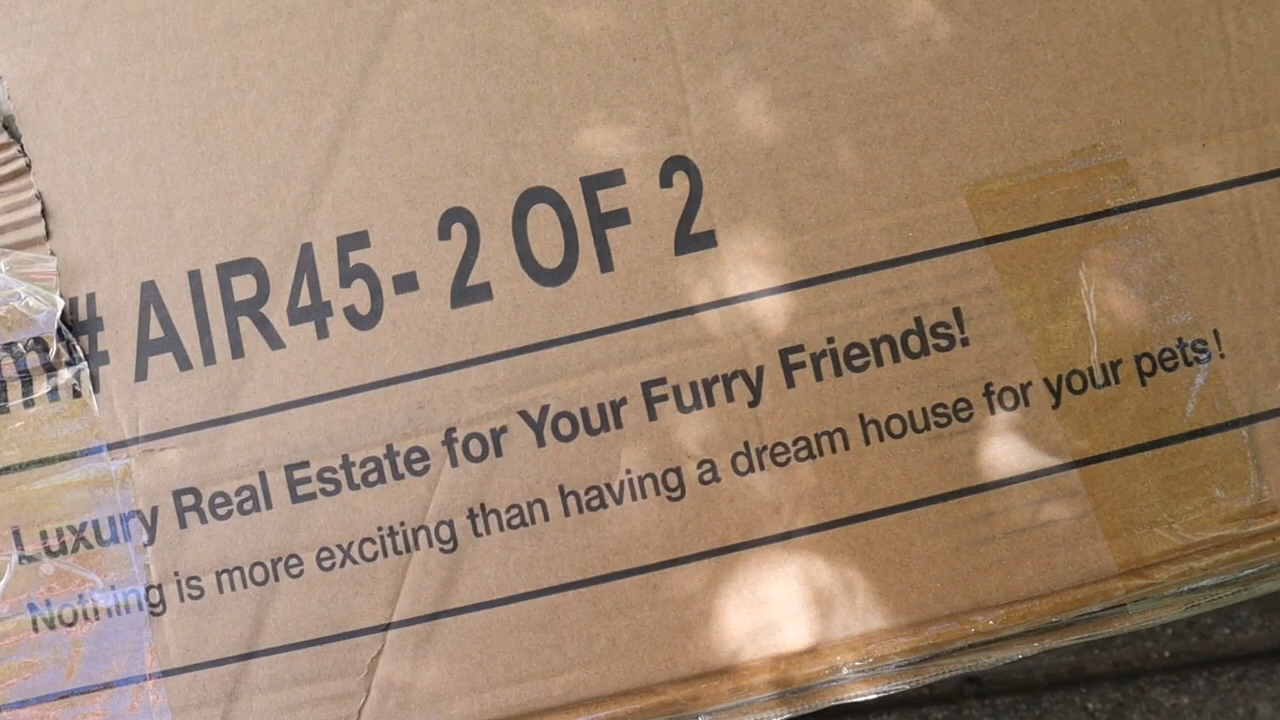 m# AIR45- 2 OF 2
Luxury Real Estate for Your Furry Friends!
Nothing is more exciting than having a dream house for your pets!